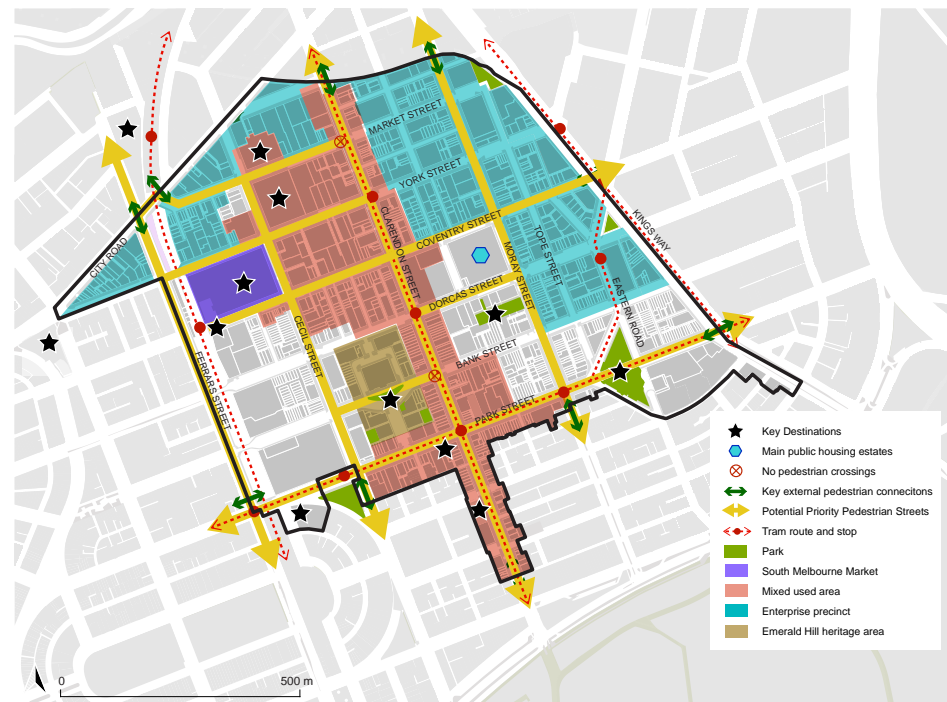 MARKET STREET
YORK STREET
CLARENDON STREET
COVENTRY STREET
KINGS WAY
TOPE STREET
MORAY STREET
CITY ROAD
DORCAS STREET
EASTERN ROAD
CECIL STREET
BANK STREET
FERRARS STREET
PARK STREET
Key Destinations
Main public housing estates
No pedestrian crossings
Key external pedestrian connecitons
Potential Priority Pedestrian Streets
Tram route and stop
Park
South Melbourne Market
Mixed used area
Enterprise precinct
Emerald Hill heritage area
0 500 m